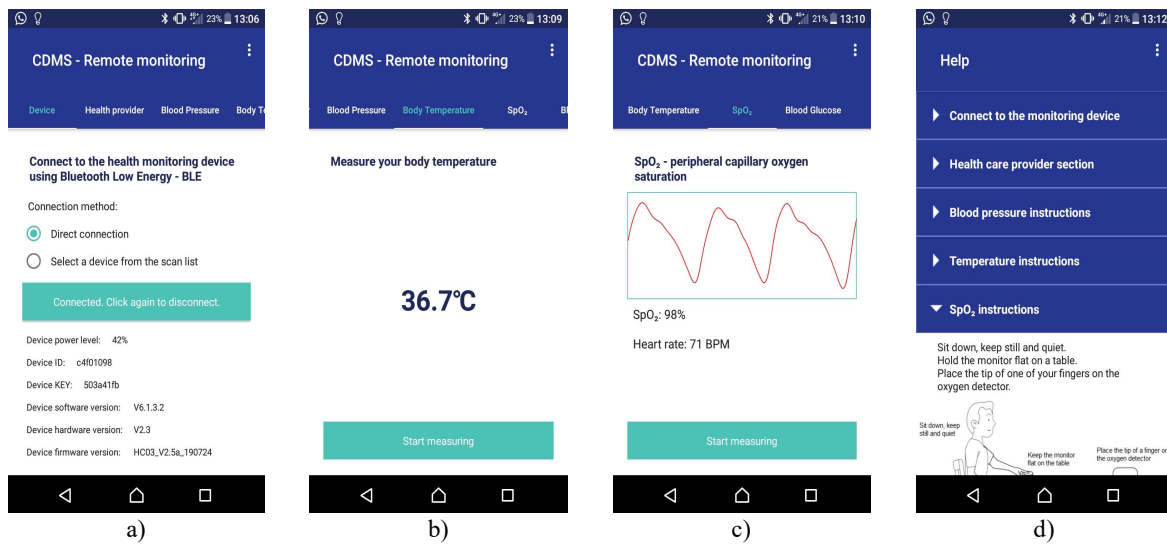 23% 13:06
CDMS - Remote monitoring
Device Health provider Blood Pressure
Connect to the health monitoring device
using Bluetooth Low Energy - BLE
Connection method:
Direct connection
Select a device from the scan list
Connected. Click again to disconnect.
Device power level: 42%
Device ID: c4f01098
Device KEY: 503a41fb
Device software version: V6.1.3.2
Device hardware version: V2.3
Device firmware version: HC03_V2.5a_190724
a)
23% 13:09
CDMS - Remote monitoring
Blood Pressure Body Temperature SpO₂ Bl
Measure your body temperature
36.7°C
Start measuring
b)
21% 13:10
CDMS - Remote monitoring
Body Temperature SpO₂ Blood Glucose
SpO₂ - peripheral capillary oxygen
saturation
SpO₂: 98%
Heart rate: 71 BPM
Start measuring
c)
21% 13:12
Help
Connect to the monitoring device
Health care provider section
Blood pressure instructions
Temperature instructions
SpO₂ instructions
Sit down, keep still and quiet.
Hold the monitor flat on a table.
Place the tip of one of your fingers on the
oxygen detector.
Sit down, keep
still and quiet
Keep the monitor
flat on the table
Place the tip of a finger on
the oxygen detector
d)